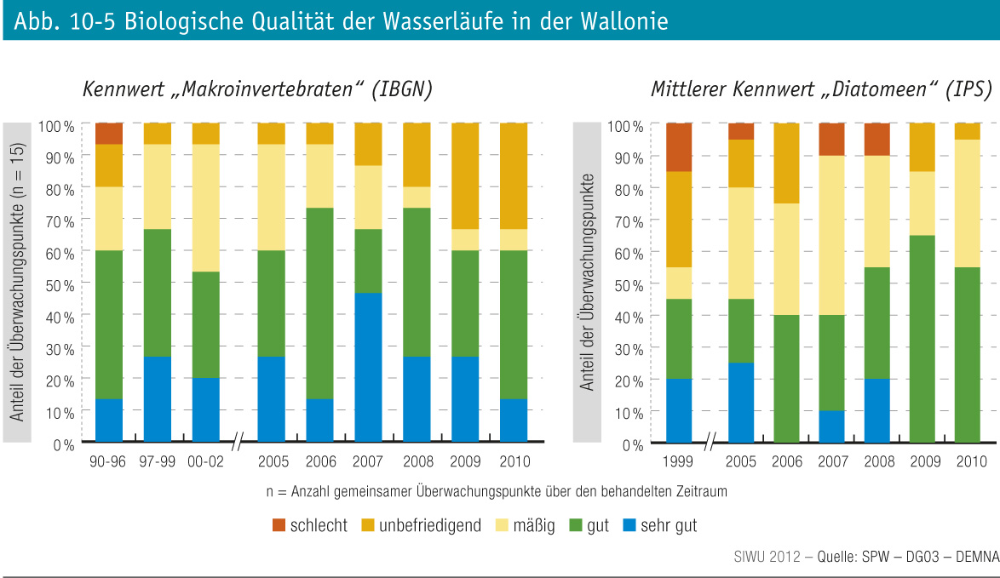 Abb. 10-5 Biologische Qualität der Wasserläufe in der Wallonie
Kennwert „Makroinvertebraten“ (IBGN)
Anteil der Überwachungspunkte (n = 15)
100 %
90 %
80 %
70 %
60 %
50 %
40 %
30 %
20 %
10 %
0 %
90-96 97-99 00-02 2005 2006 2007 2008 2009 2010
Mittlerer Kennwert „Diatomeen“ (IPS)
Anteil der Überwachungspunkte
100 %
90 %
80 %
70 %
60 %
50 %
40 %
30 %
20 %
10 %
0 %
1999 2005 2006 2007 2008 2009 2010
n = Anzahl gemeinsamer Überwachungspunkte über den behandelten Zeitraum
schlecht unbefriedigend mäßig gut sehr gut
SIWU 2012 – Quelle: SPW – DG03 – DEMNA